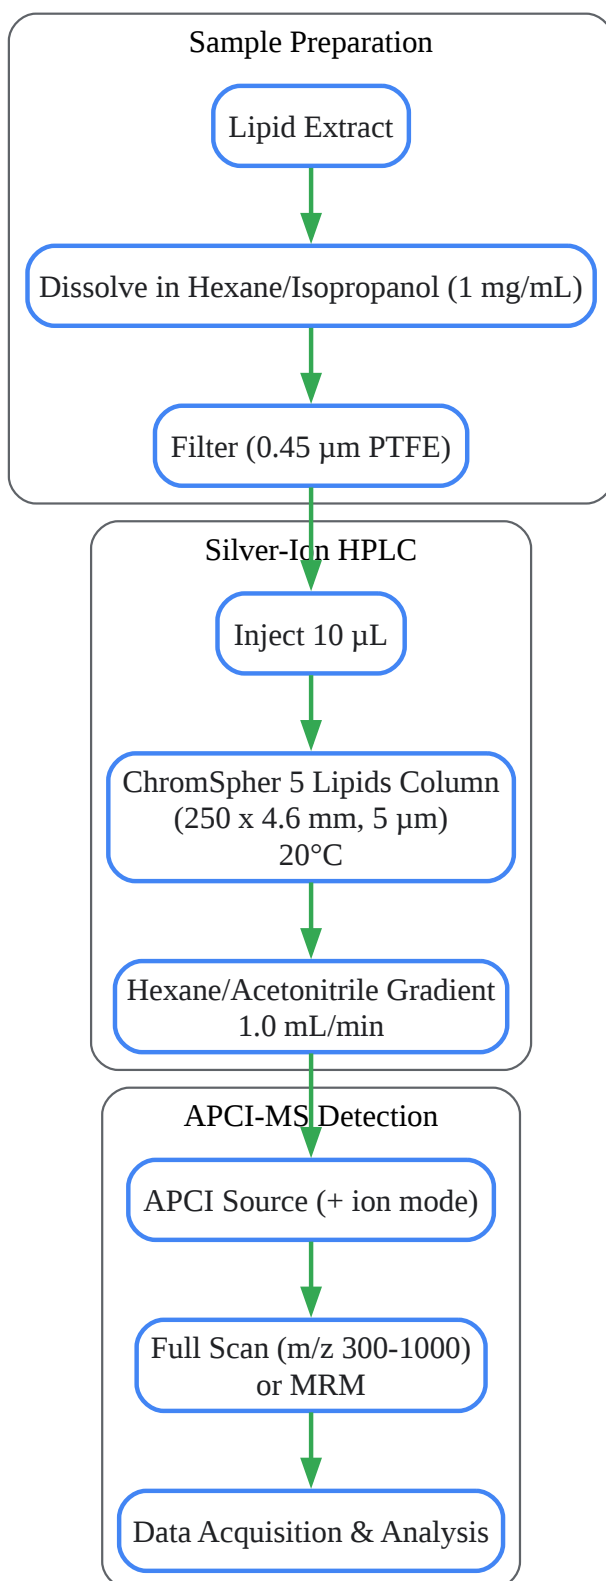 Sample Preparation
Lipid Extract
Dissolve in Hexane/Isopropanol (1 mg/mL)
Filter (0.45 µm PTFE)
Silver-Ion HPLC
Inject 10 µL
ChromSpher 5 Lipids Column
(250 x 4.6 mm, 5 µm)
20°C
Hexane/Acetonitrile Gradient
1.0 mL/min
APCI-MS Detection
APCI Source (+ ion mode)
Full Scan (m/z 300-1000)
or MRM
Data Acquisition & Analysis